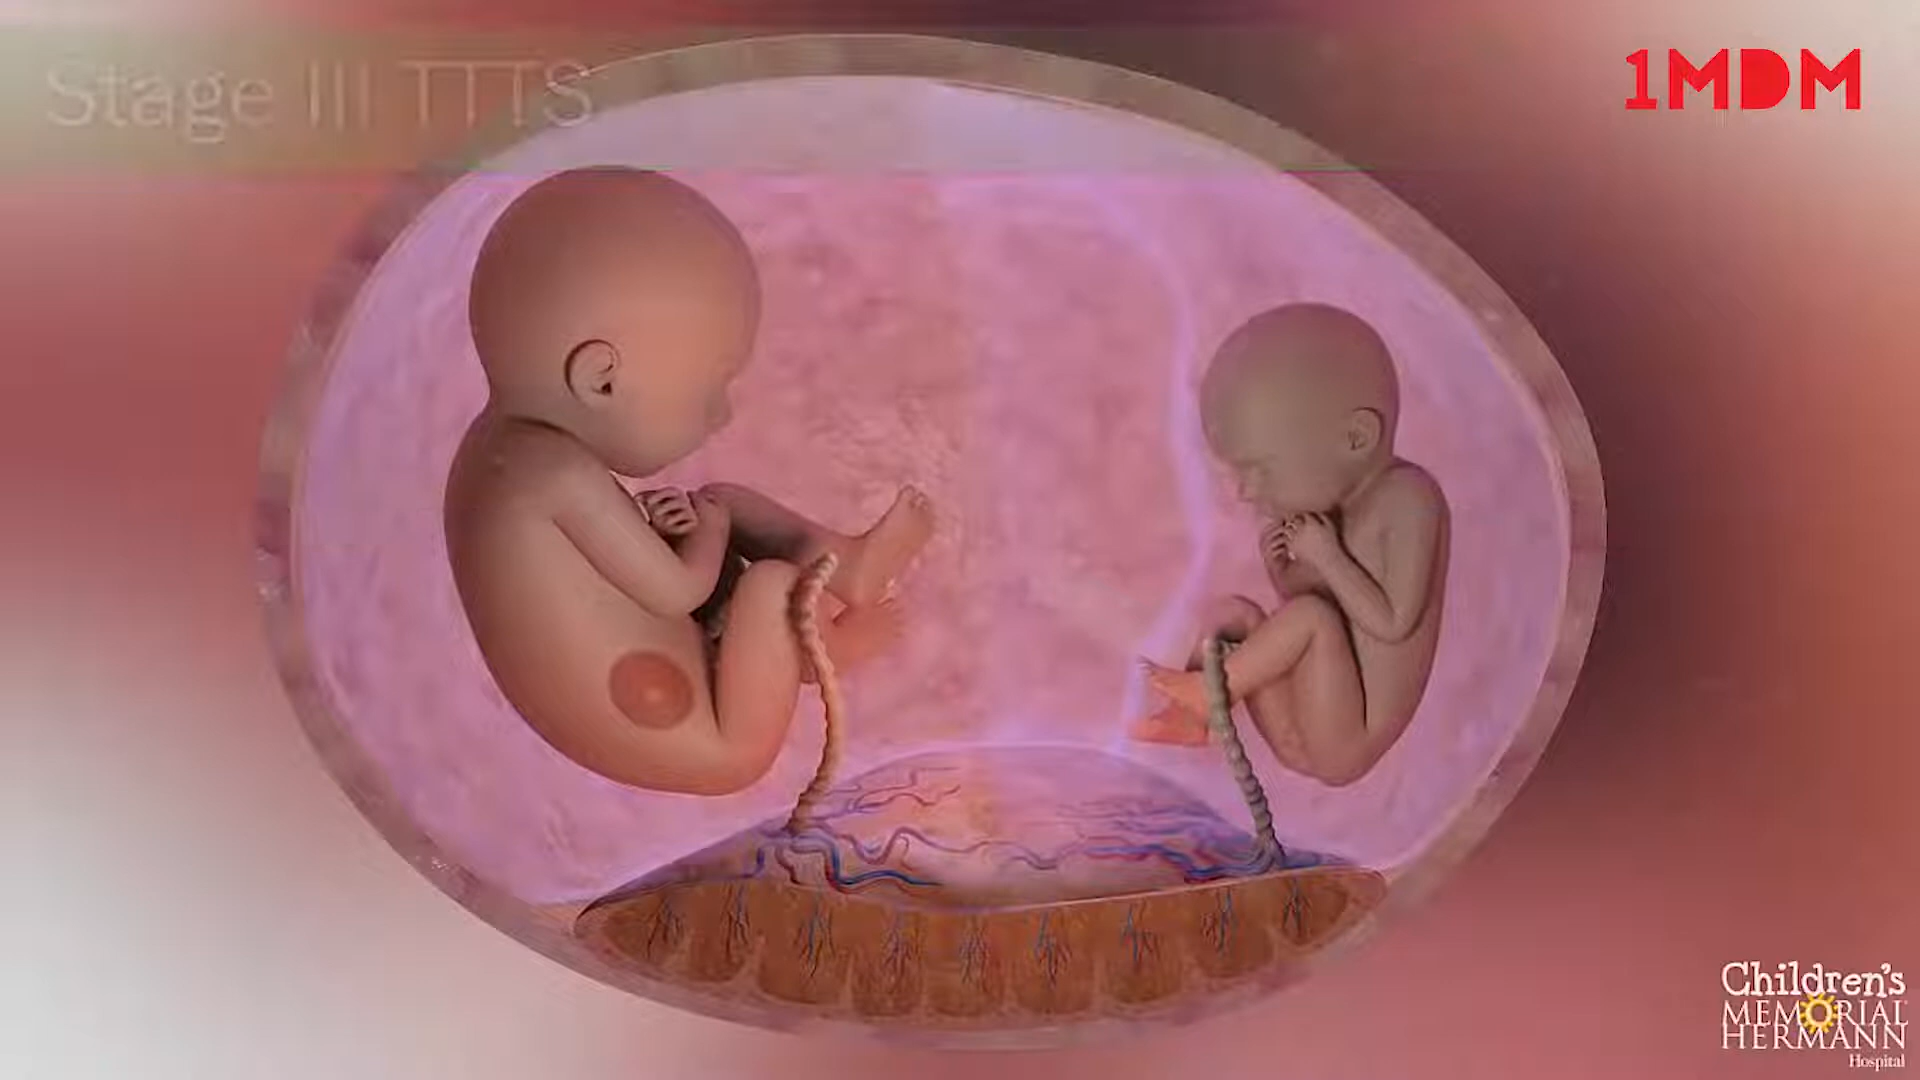 Stage III TTTS
1MDM
Children's
MEMORIAL
HERMANN
Hospital